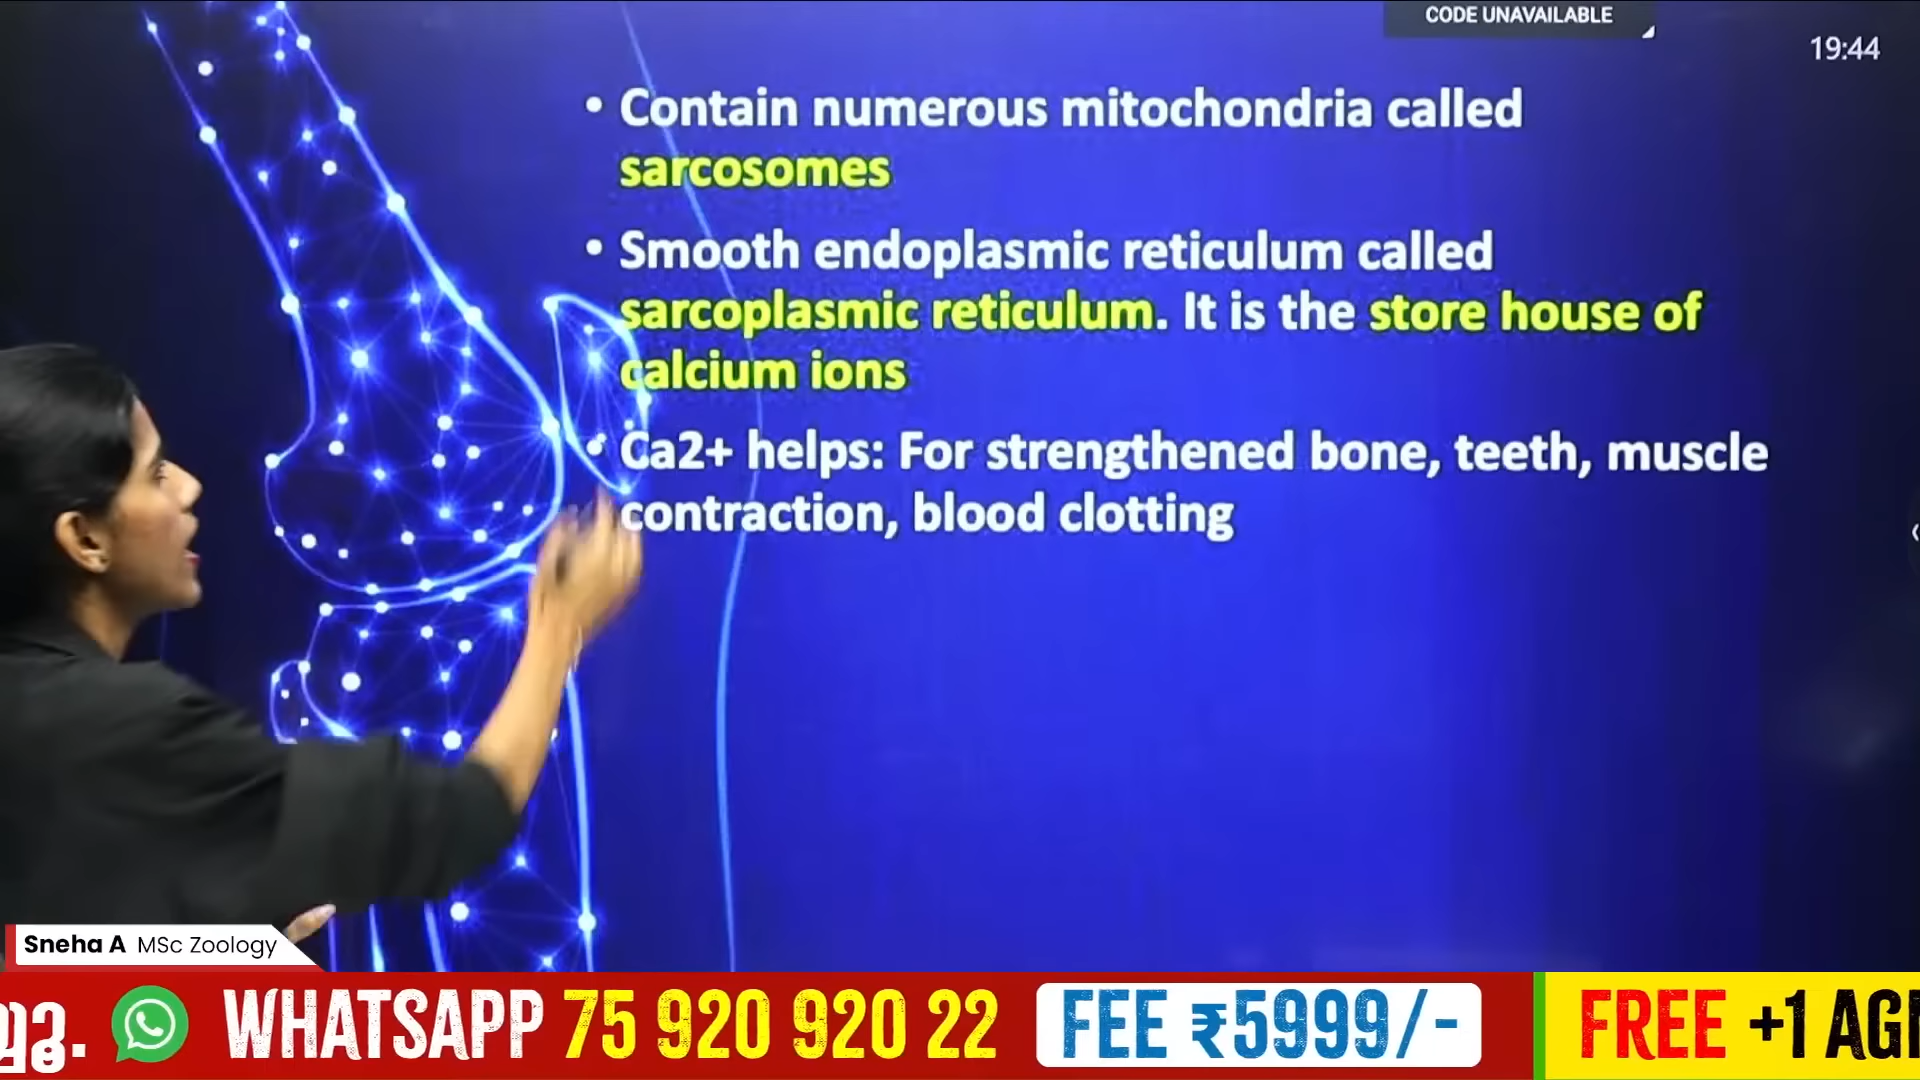 CODE UNAVAILABLE
19:44
• Contain numerous mitochondria called
sarcosomes
• Smooth endoplasmic reticulum called
sarcoplasmic reticulum. It is the store house of
calcium ions
• Ca2+ helps: For strengthened bone, teeth, muscle
contraction, blood clotting
Sneha A MSc Zoology
WHATSAPP 75 920 920 22 FEE ₹5999/- FREE +1